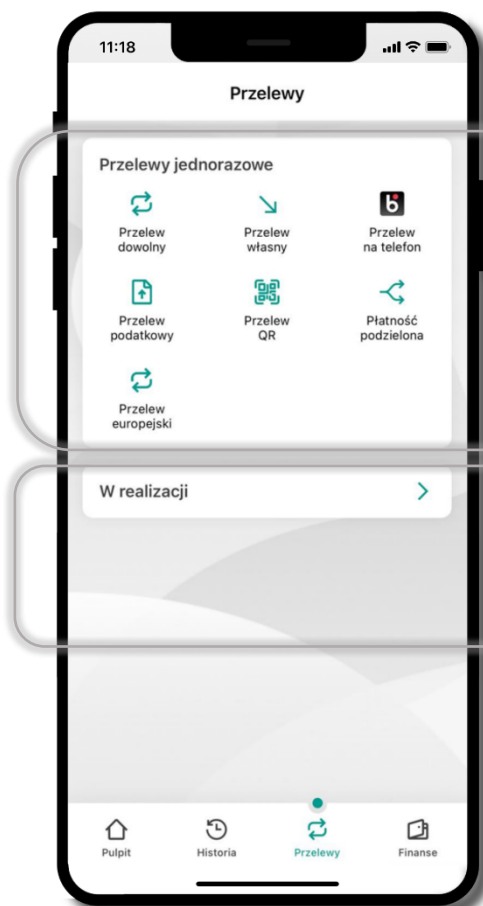 11:18
Przelewy
Przelewy jednorazowe
Przelew
dowolny
Przelew
własny
Przelew
na telefon
Przelew
podatkowy
Przelew
QR
Płatność
podzielona
Przelew
europejski
W realizacji
Pulpit
Historia
Przelewy
Finanse